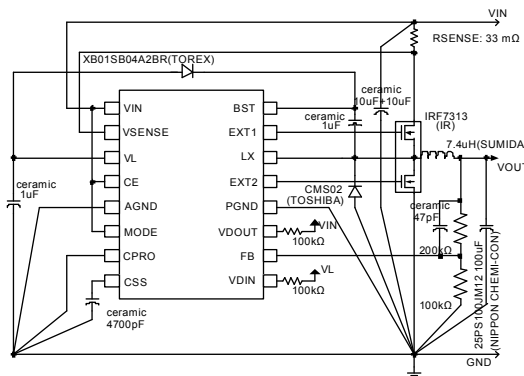 VIN
RSENSE: 33 mΩ
XB01SB04A2BR(TOREX)
ceramic
10uF+10uF
IRF7313
(IR)
VIN
BST
ceramic
1uF
VSENSE
EXT1
7.4uH(SUMIDA
VL
LX
VOUT
CE
EXT2
CMS02
(TOSHIBA)
ceramic
1uF
AGND
PGND
ceramic
47pF
MODE
VDOUT
VIN
100kΩ
CPRO
FB
200kΩ
VL
CSS
VDIN
100kΩ
100kΩ
ceramic
4700pF
25PS100JM12 100uF
(NIPPON CHEMI-CON)
GND